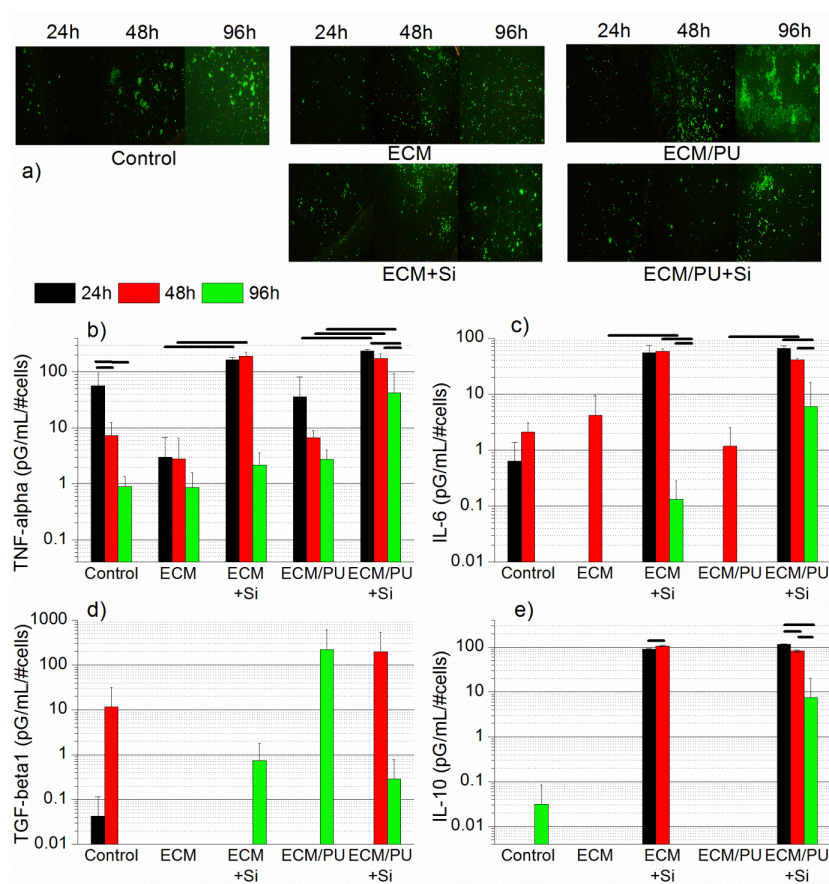 24h 48h 96h
24h 48h 96h
24h 48h 96h
Control
ECM
ECM/PU
a)
ECM+Si
ECM/PU+Si
24h 48h 96h
b)
TNF-alpha (pG/mL/#cells)
100
10
1
0.1
Control ECM ECM +Si ECM/PU ECM/PU +Si
c)
IL-6 (pG/mL/#cells)
100
10
1
0.1
0.01
Control ECM ECM +Si ECM/PU ECM/PU +Si
d)
TGF-beta1 (pG/mL/#cells)
1000
100
10
1
0.1
0.01
Control ECM ECM +Si ECM/PU ECM/PU +Si
e)
IL-10 (pG/mL/#cells)
100
10
1
0.1
0.01
Control ECM ECM +Si ECM/PU ECM/PU +Si